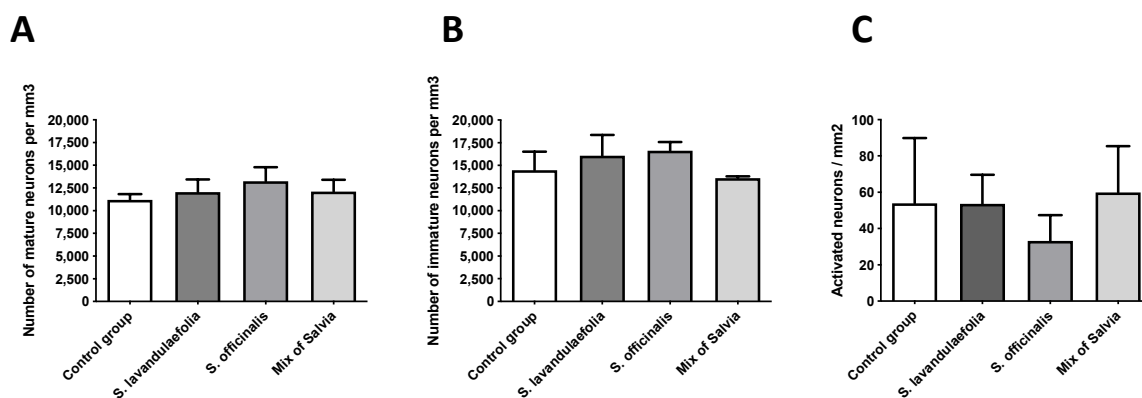 A
Number of mature neurons per mm3
20,000
17,500
15,000
12,500
10,000
7,500
5,000
2,500
0
Control group
S. lavandulaefolia
S. officinalis
Mix of Salvia
B
Number of immature neurons per mm3
20,000
17,500
15,000
12,500
10,000
7,500
5,000
2,500
0
Control group
S. lavandulaefolia
S. officinalis
Mix of Salvia
C
Activated neurons / mm2
100
80
60
40
20
0
Control group
S. lavandulaefolia
S. officinalis
Mix of Salvia